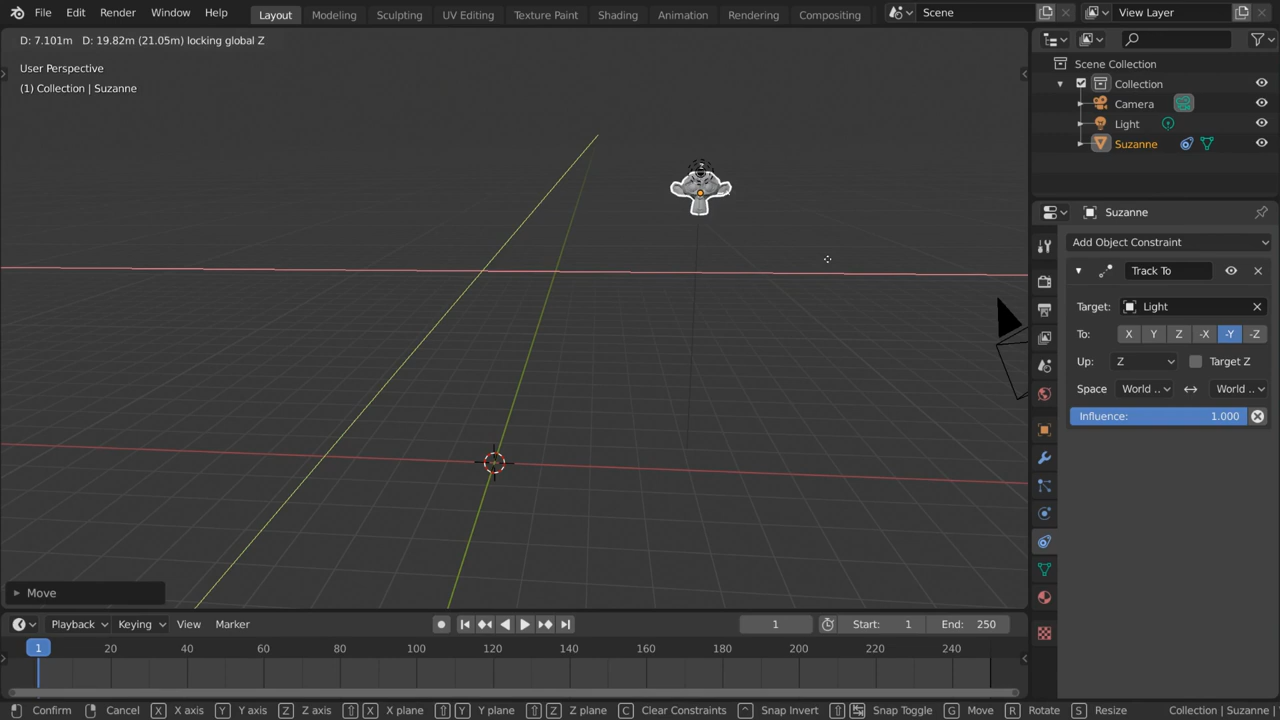 File Edit Render Window Help Layout Modeling Sculpting UV Editing Texture Paint Shading Animation Rendering Compositing Scene View Layer
D: 7.101m D: 19.82m (21.05m) locking global Z
User Perspective
(1) Collection | Suzanne
Scene Collection
Collection
Camera
Light
Suzanne
Suzanne
Add Object Constraint
Track To
Target: Light
To: X Y Z -X -Y -Z
Up: Z Target Z
Space World .. World ..
Influence: 1.000
Move
Playback Keying View Marker 1 Start: 1 End: 250
1 20 40 60 80 100 120 140 160 180 200 220 240
Confirm Cancel X X axis Y Y axis Z Z axis X X plane Y Y plane Z Z plane C Clear Constraints ^ Snap Invert Snap Toggle G Move R Rotate S Resize Collection | Suzanne